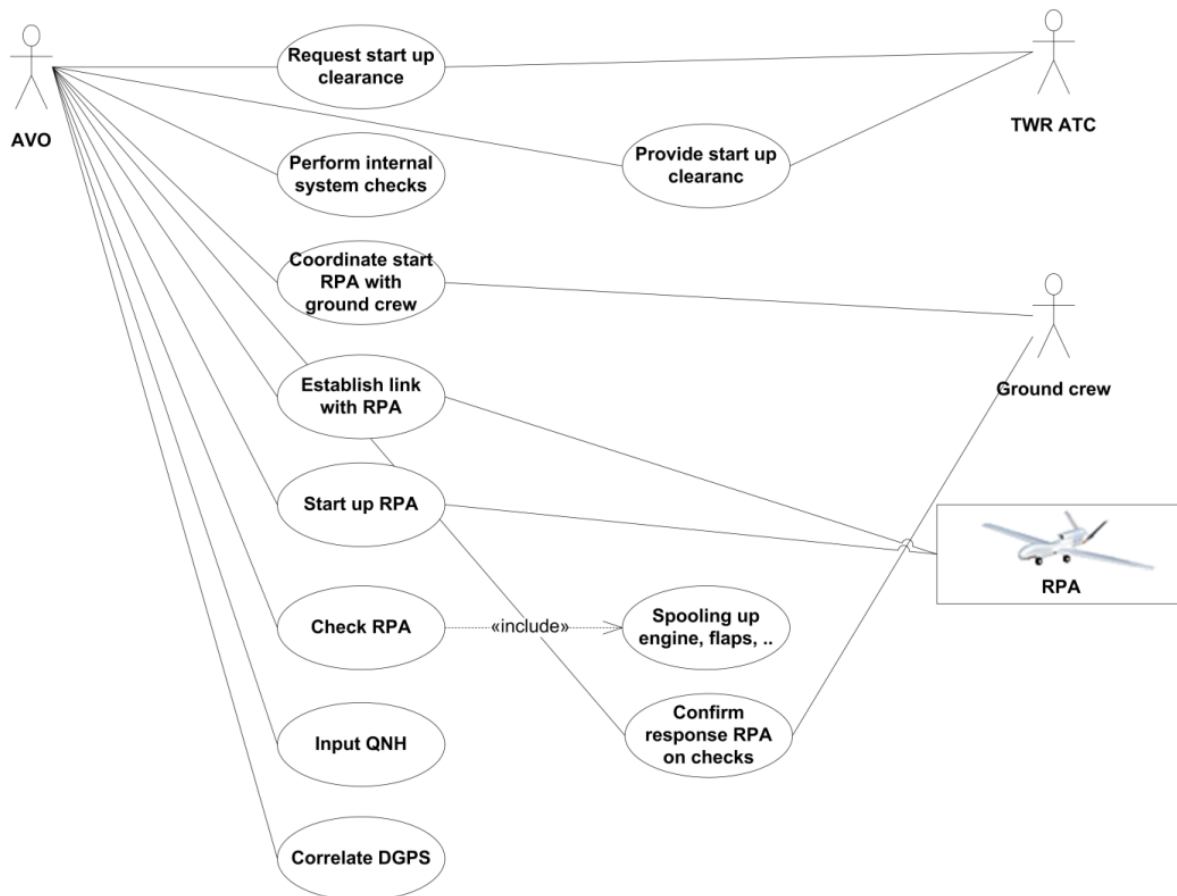 Request start up
clearance
AVO
TWR ATC
Provide start up
clearanc
Perform internal
system checks
Coordinate start
RPA with
ground crew
Establish link
with RPA
Ground crew
Start up RPA
RPA
Check RPA
«include»
Spooling up
engine, flaps, ..
Confirm
response RPA
on checks
Input QNH
Correlate DGPS